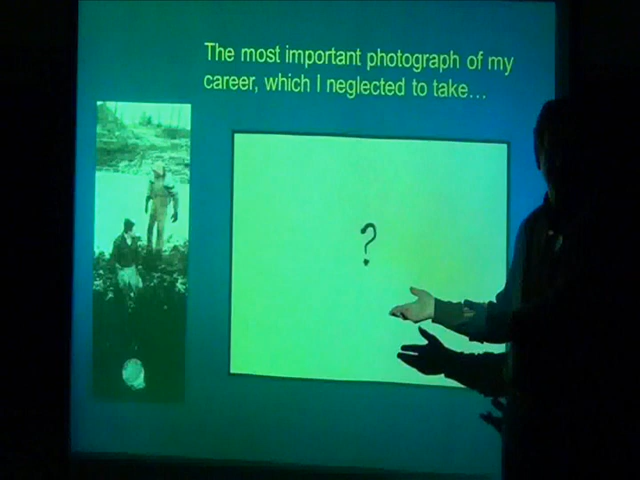 The most important photograph of my
career, which I neglected to take...
?